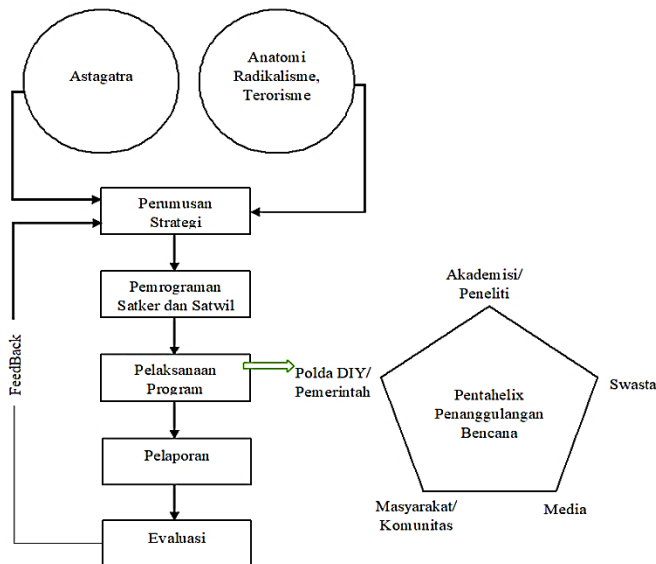 Astagatra
Anatomi
Radikalisme,
Terorisme
Perumusan
Strategi
Pemrograman
Satker dan Satwil
Pelaksanaan
Program
Pelaporan
Evaluasi
FeedBack
Akademisi/
Peneliti
Polda DIY/
Pemerintah
Swasta
Pentahelix
Penanggulangan
Bencana
Masyarakat/
Komunitas
Media